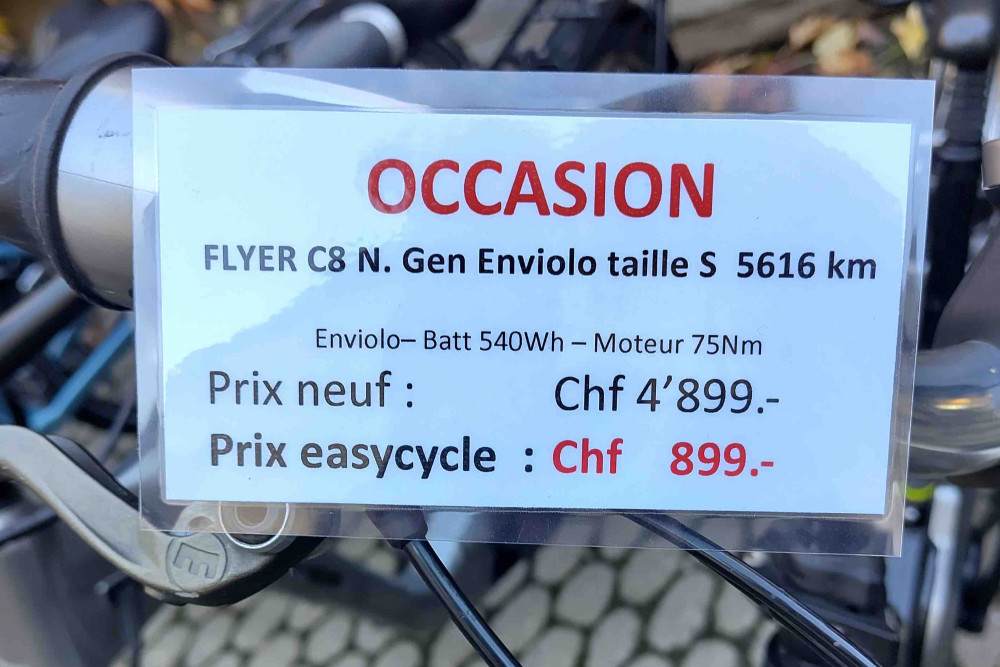 OCCASION
FLYER C8 N. Gen Enviolo taille S 5616 km
Enviolo– Batt 540Wh – Moteur 75Nm
Prix neuf : Chf 4’899.-
Prix easycycle : Chf 899.-